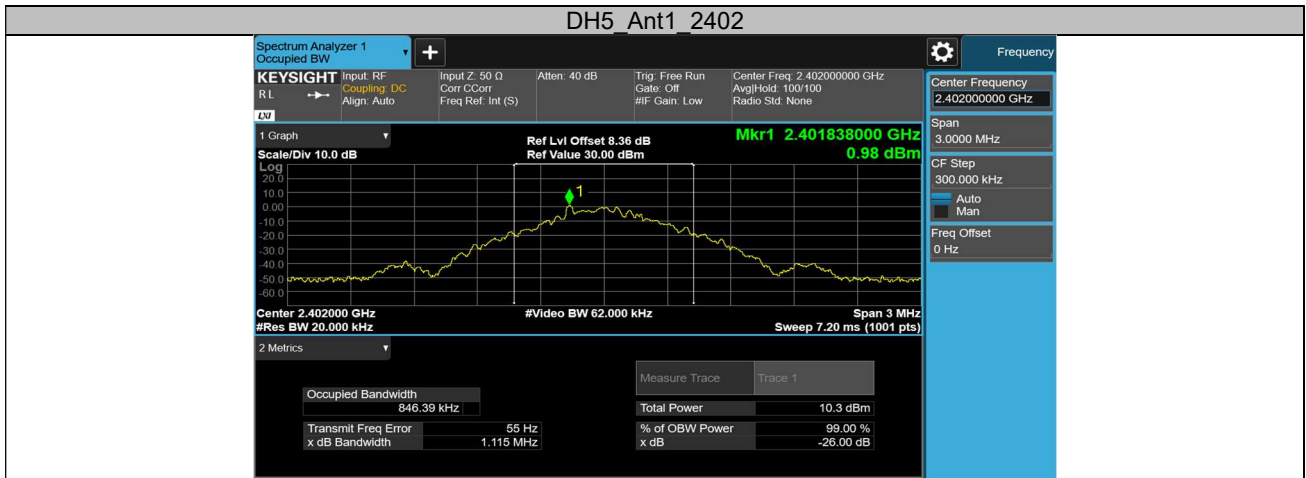 DH5_Ant1_2402
Spectrum Analyzer 1
Occupied BW
+
Frequency
KEYSIGHT
R L
LXI
Input: RF
Coupling: DC
Align: Auto
Input Z: 50 Ω
Corr CCorr
Freq Ref: Int (S)
Atten: 40 dB
Trig: Free Run
Gate: Off
#IF Gain: Low
Center Freq: 2.402000000 GHz
Avg|Hold: 100/100
Radio Std: None
Center Frequency
2.402000000 GHz
Span
3.0000 MHz
CF Step
300.000 kHz
Auto
Man
Freq Offset
0 Hz
1 Graph
Scale/Div 10.0 dB
Ref Lvl Offset 8.36 dB
Ref Value 30.00 dBm
Mkr1 2.401838000 GHz
0.98 dBm
Log
20.0
10.0
0.00
-10.0
-20.0
-30.0
-40.0
-50.0
-60.0
1
Center 2.402000 GHz
#Res BW 20.000 kHz
#Video BW 62.000 kHz
Span 3 MHz
Sweep 7.20 ms (1001 pts)
2 Metrics
Measure Trace Trace 1
Occupied Bandwidth
846.39 kHz
Total Power 10.3 dBm
Transmit Freq Error 55 Hz
% of OBW Power 99.00 %
x dB Bandwidth 1.115 MHz
x dB -26.00 dB